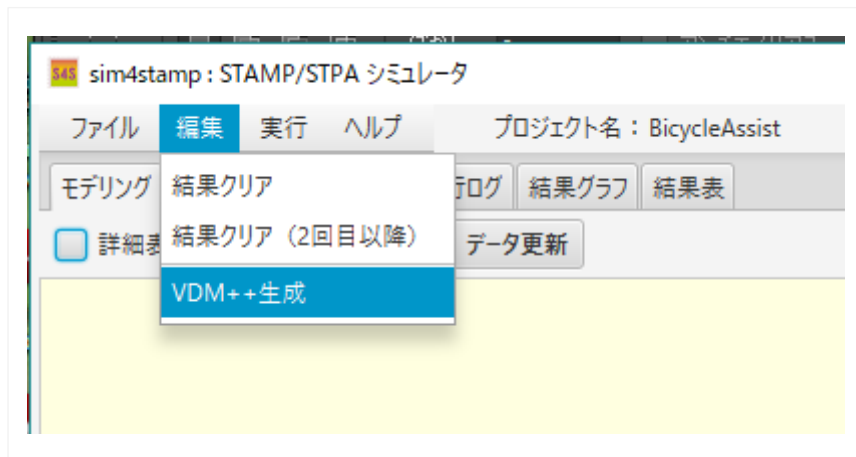 S4S sim4stamp : STAMP/STPA シミュレータ
ファイル 編集 実行 ヘルプ プロジェクト名：BicycleAssist
モデリング 結果クリア 行ログ 結果グラフ 結果表
詳細表 結果クリア（2回目以降） データ更新
VDM++生成